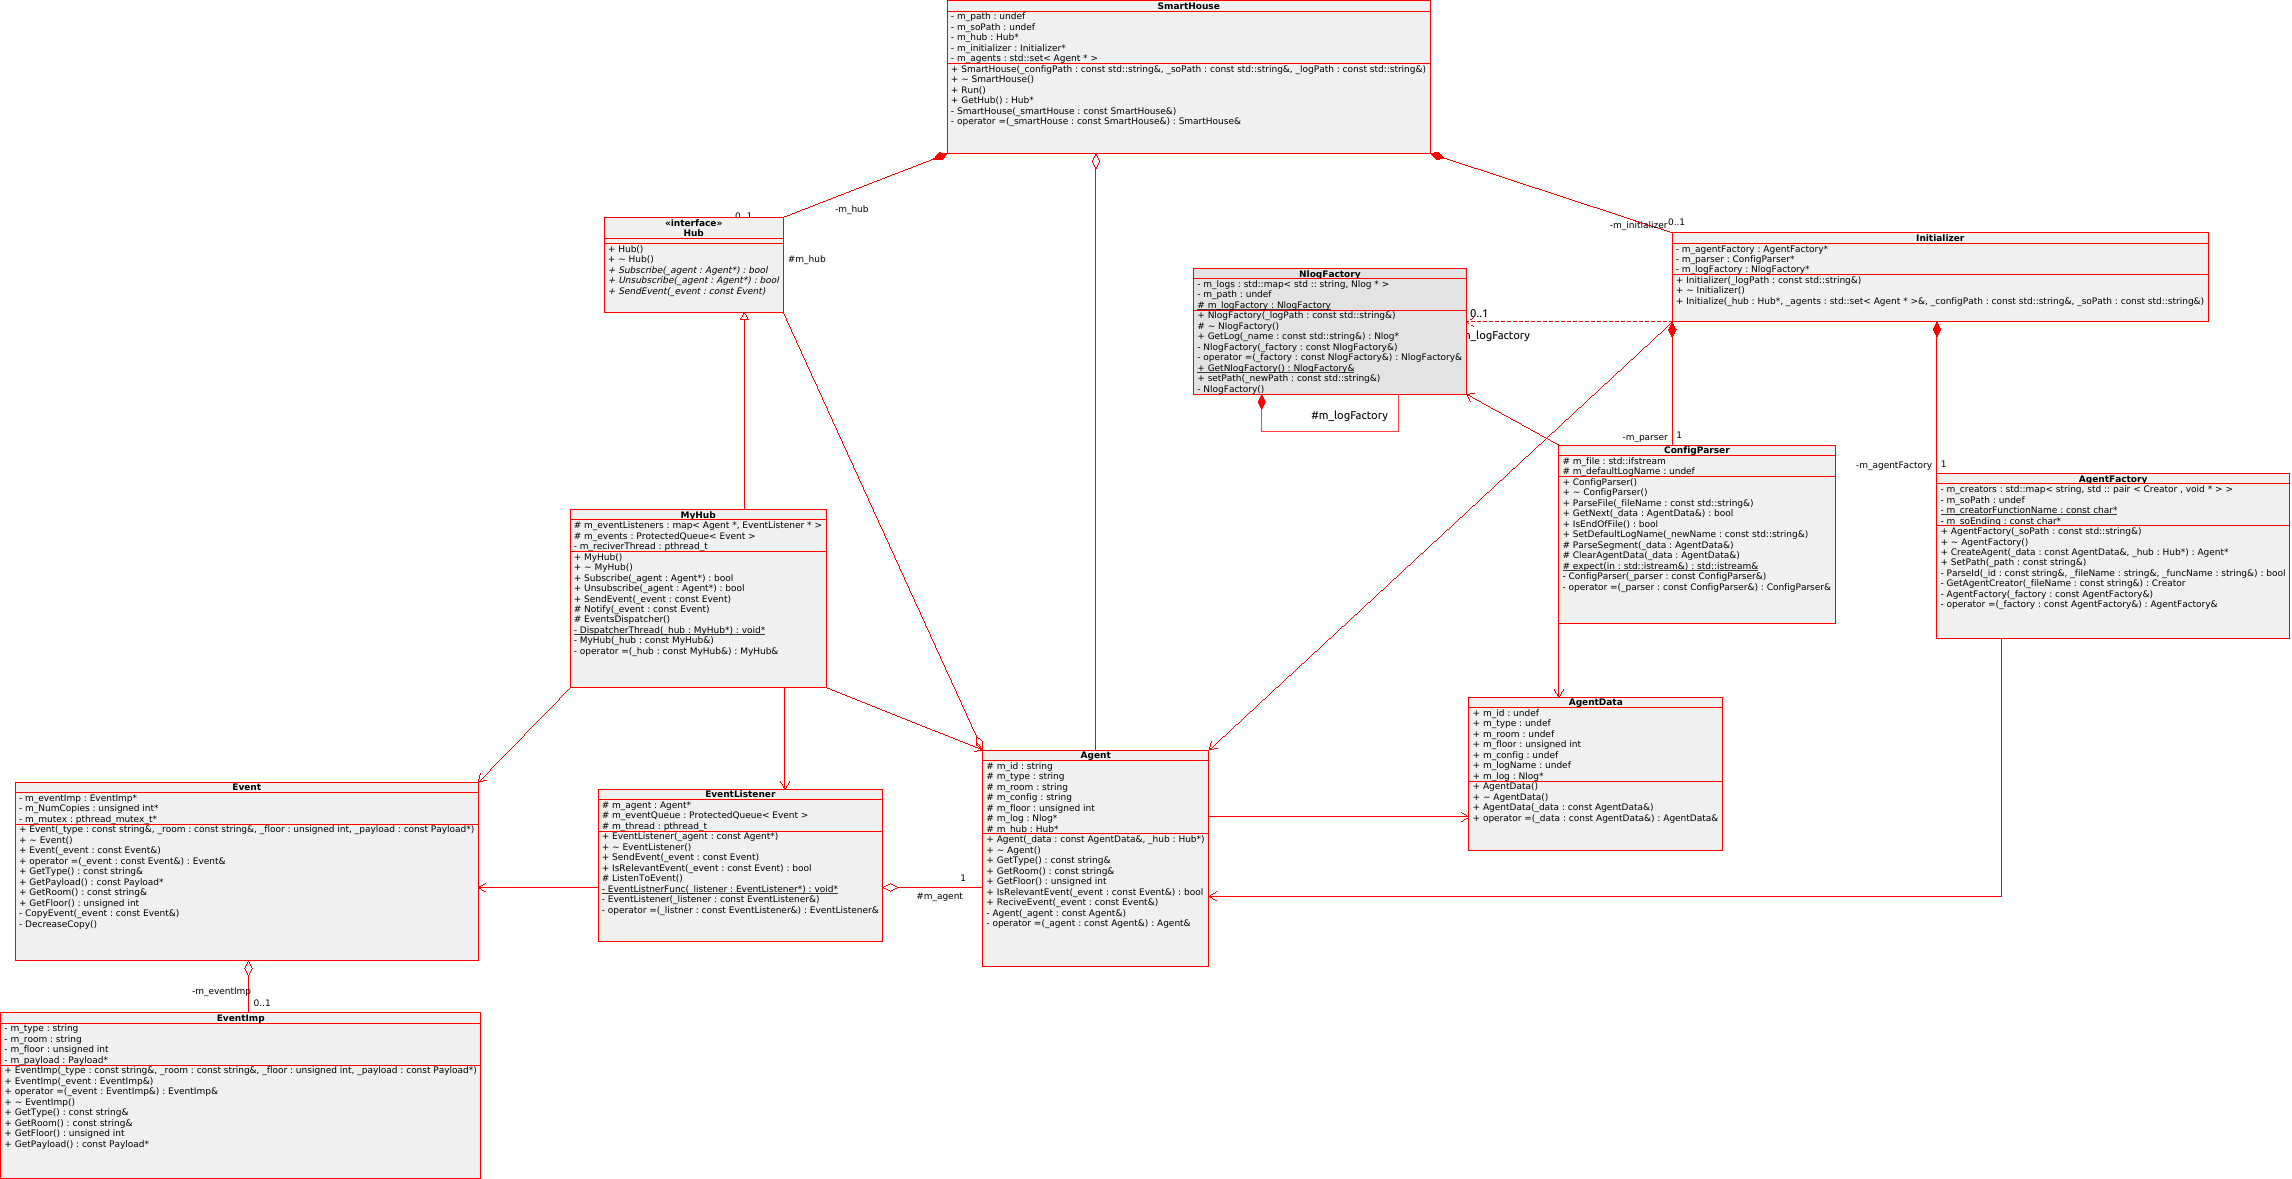 SmartHouse
- m_path : undef
- m_soPath : undef
- m_hub : Hub*
- m_initializer : Initializer*
- m_agents : std::set< Agent * >
+ SmartHouse(_configPath : const std::string&, _soPath : const std::string&, _logPath : const std::string&)
+ ~ SmartHouse()
+ Run()
+ GetHub() : Hub*
- SmartHouse(_smartHouse : const SmartHouse&)
- operator =(_smartHouse : const SmartHouse&) : SmartHouse&
-m_hub
0..1
-m_initializer
0..1
«interface»
Hub
+ Hub()
+ ~ Hub()
+ Subscribe(_agent : Agent*) : bool
+ Unsubscribe(_agent : Agent*) : bool
+ SendEvent(_event : const Event)
#m_hub
Initializer
- m_agentFactory : AgentFactory*
- m_parser : ConfigParser*
- m_logFactory : NlogFactory*
+ Initializer(_logPath : const std::string&)
+ ~ Initializer()
+ Initialize(_hub : Hub*, _agents : std::set< Agent * >&, _configPath : const std::string&, _soPath : const std::string&)
NlogFactory
- m_logs : std::map< std :: string, Nlog * >
- m_path : undef
# m_logFactory : NlogFactory
+ NlogFactory(_logPath : const std::string&)
# ~ NlogFactory()
+ GetLog(_name : const std::string&) : Nlog*
- NlogFactory(_factory : const NlogFactory&)
- operator =(_factory : const NlogFactory&) : NlogFactory&
+ GetNlogFactory() : NlogFactory&
+ setPath(_newPath : const std::string&)
- NlogFactory()
0..1
m_logFactory
#m_logFactory
-m_parser
1
-m_agentFactory
1
ConfigParser
# m_file : std::ifstream
# m_defaultLogName : undef
+ ConfigParser()
+ ~ ConfigParser()
+ ParseFile(_fileName : const std::string&)
+ GetNext(_data : AgentData&) : bool
+ IsEndOfFile() : bool
+ SetDefaultLogName(_newName : const std::string&)
# ParseSegment(_data : AgentData&)
# ClearAgentData(_data : AgentData&)
# expect(in : std::istream&) : std::istream&
- ConfigParser(_parser : const ConfigParser&)
- operator =(_parser : const ConfigParser&) : ConfigParser&
AgentFactory
- m_creators : std::map< string, std :: pair < Creator , void * > >
- m_soPath : undef
- m_creatorFunctionName : const char*
- m_soEnding : const char*
+ AgentFactory(_soPath : const std::string&)
+ ~ AgentFactory()
+ CreateAgent(_data : const AgentData&, _hub : Hub*) : Agent*
+ SetPath(_path : const string&)
- ParseId(_id : const string&, _fileName : string&, _funcName : string&) : bool
- GetAgentCreator(_fileName : const string&) : Creator
- AgentFactory(_factory : const AgentFactory&)
- operator =(_factory : const AgentFactory&) : AgentFactory&
MyHub
# m_eventListeners : map< Agent *, EventListener * >
# m_events : ProtectedQueue< Event >
- m_reciverThread : pthread_t
+ MyHub()
+ ~ MyHub()
+ Subscribe(_agent : Agent*) : bool
+ Unsubscribe(_agent : Agent*) : bool
+ SendEvent(_event : const Event)
# Notify(_event : const Event)
# EventsDispatcher()
- DispatcherThread(_hub : MyHub*) : void*
- MyHub(_hub : const MyHub&)
- operator =(_hub : const MyHub&) : MyHub&
AgentData
+ m_id : undef
+ m_type : undef
+ m_room : undef
+ m_floor : unsigned int
+ m_config : undef
+ m_logName : undef
+ m_log : Nlog*
+ AgentData()
+ ~ AgentData()
+ AgentData(_data : const AgentData&)
+ operator =(_data : const AgentData&) : AgentData&
Agent
# m_id : string
# m_type : string
# m_room : string
# m_config : string
# m_floor : unsigned int
# m_log : Nlog*
# m_hub : Hub*
+ Agent(_data : const AgentData&, _hub : Hub*)
+ ~ Agent()
+ GetType() : const string&
+ GetRoom() : const string&
+ GetFloor() : unsigned int
+ IsRelevantEvent(_event : const Event&) : bool
+ ReciveEvent(_event : const Event&)
- Agent(_agent : const Agent&)
- operator =(_agent : const Agent&) : Agent&
Event
- m_eventImp : EventImp*
- m_NumCopies : unsigned int*
- m_mutex : pthread_mutex_t*
+ Event(_type : const string&, _room : const string&, _floor : unsigned int, _payload : const Payload*)
+ ~ Event()
+ Event(_event : const Event&)
+ operator =(_event : const Event&) : Event&
+ GetType() : const string&
+ GetPayload() : const Payload*
+ GetRoom() : const string&
+ GetFloor() : unsigned int
- CopyEvent(_event : const Event&)
- DecreaseCopy()
EventListener
# m_agent : Agent*
# m_eventQueue : ProtectedQueue< Event >
# m_thread : pthread_t
+ EventListener(_agent : const Agent*)
+ ~ EventListener()
+ SendEvent(_event : const Event)
+ IsRelevantEvent(_event : const Event) : bool
# ListenToEvent()
- EventListnerFunc(_listener : EventListener*) : void*
- EventListener(_listener : const EventListener&)
- operator =(_listner : const EventListener&) : EventListener&
1
#m_agent
-m_eventImp
0..1
EventImp
- m_type : string
- m_room : string
- m_floor : unsigned int
- m_payload : Payload*
+ EventImp(_type : const string&, _room : const string&, _floor : unsigned int, _payload : const Payload*)
+ EventImp(_event : EventImp&)
+ operator =(_event : EventImp&) : EventImp&
+ ~ EventImp()
+ GetType() : const string&
+ GetRoom() : const string&
+ GetFloor() : unsigned int
+ GetPayload() : const Payload*